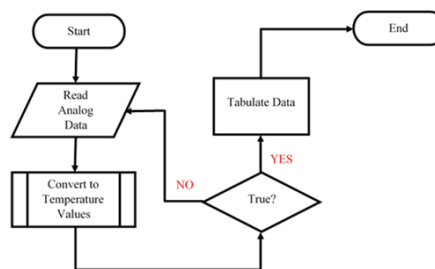 Start
End
Read
Analog
Data
Tabulate Data
YES
NO
Convert to
Temperature
Values
True?